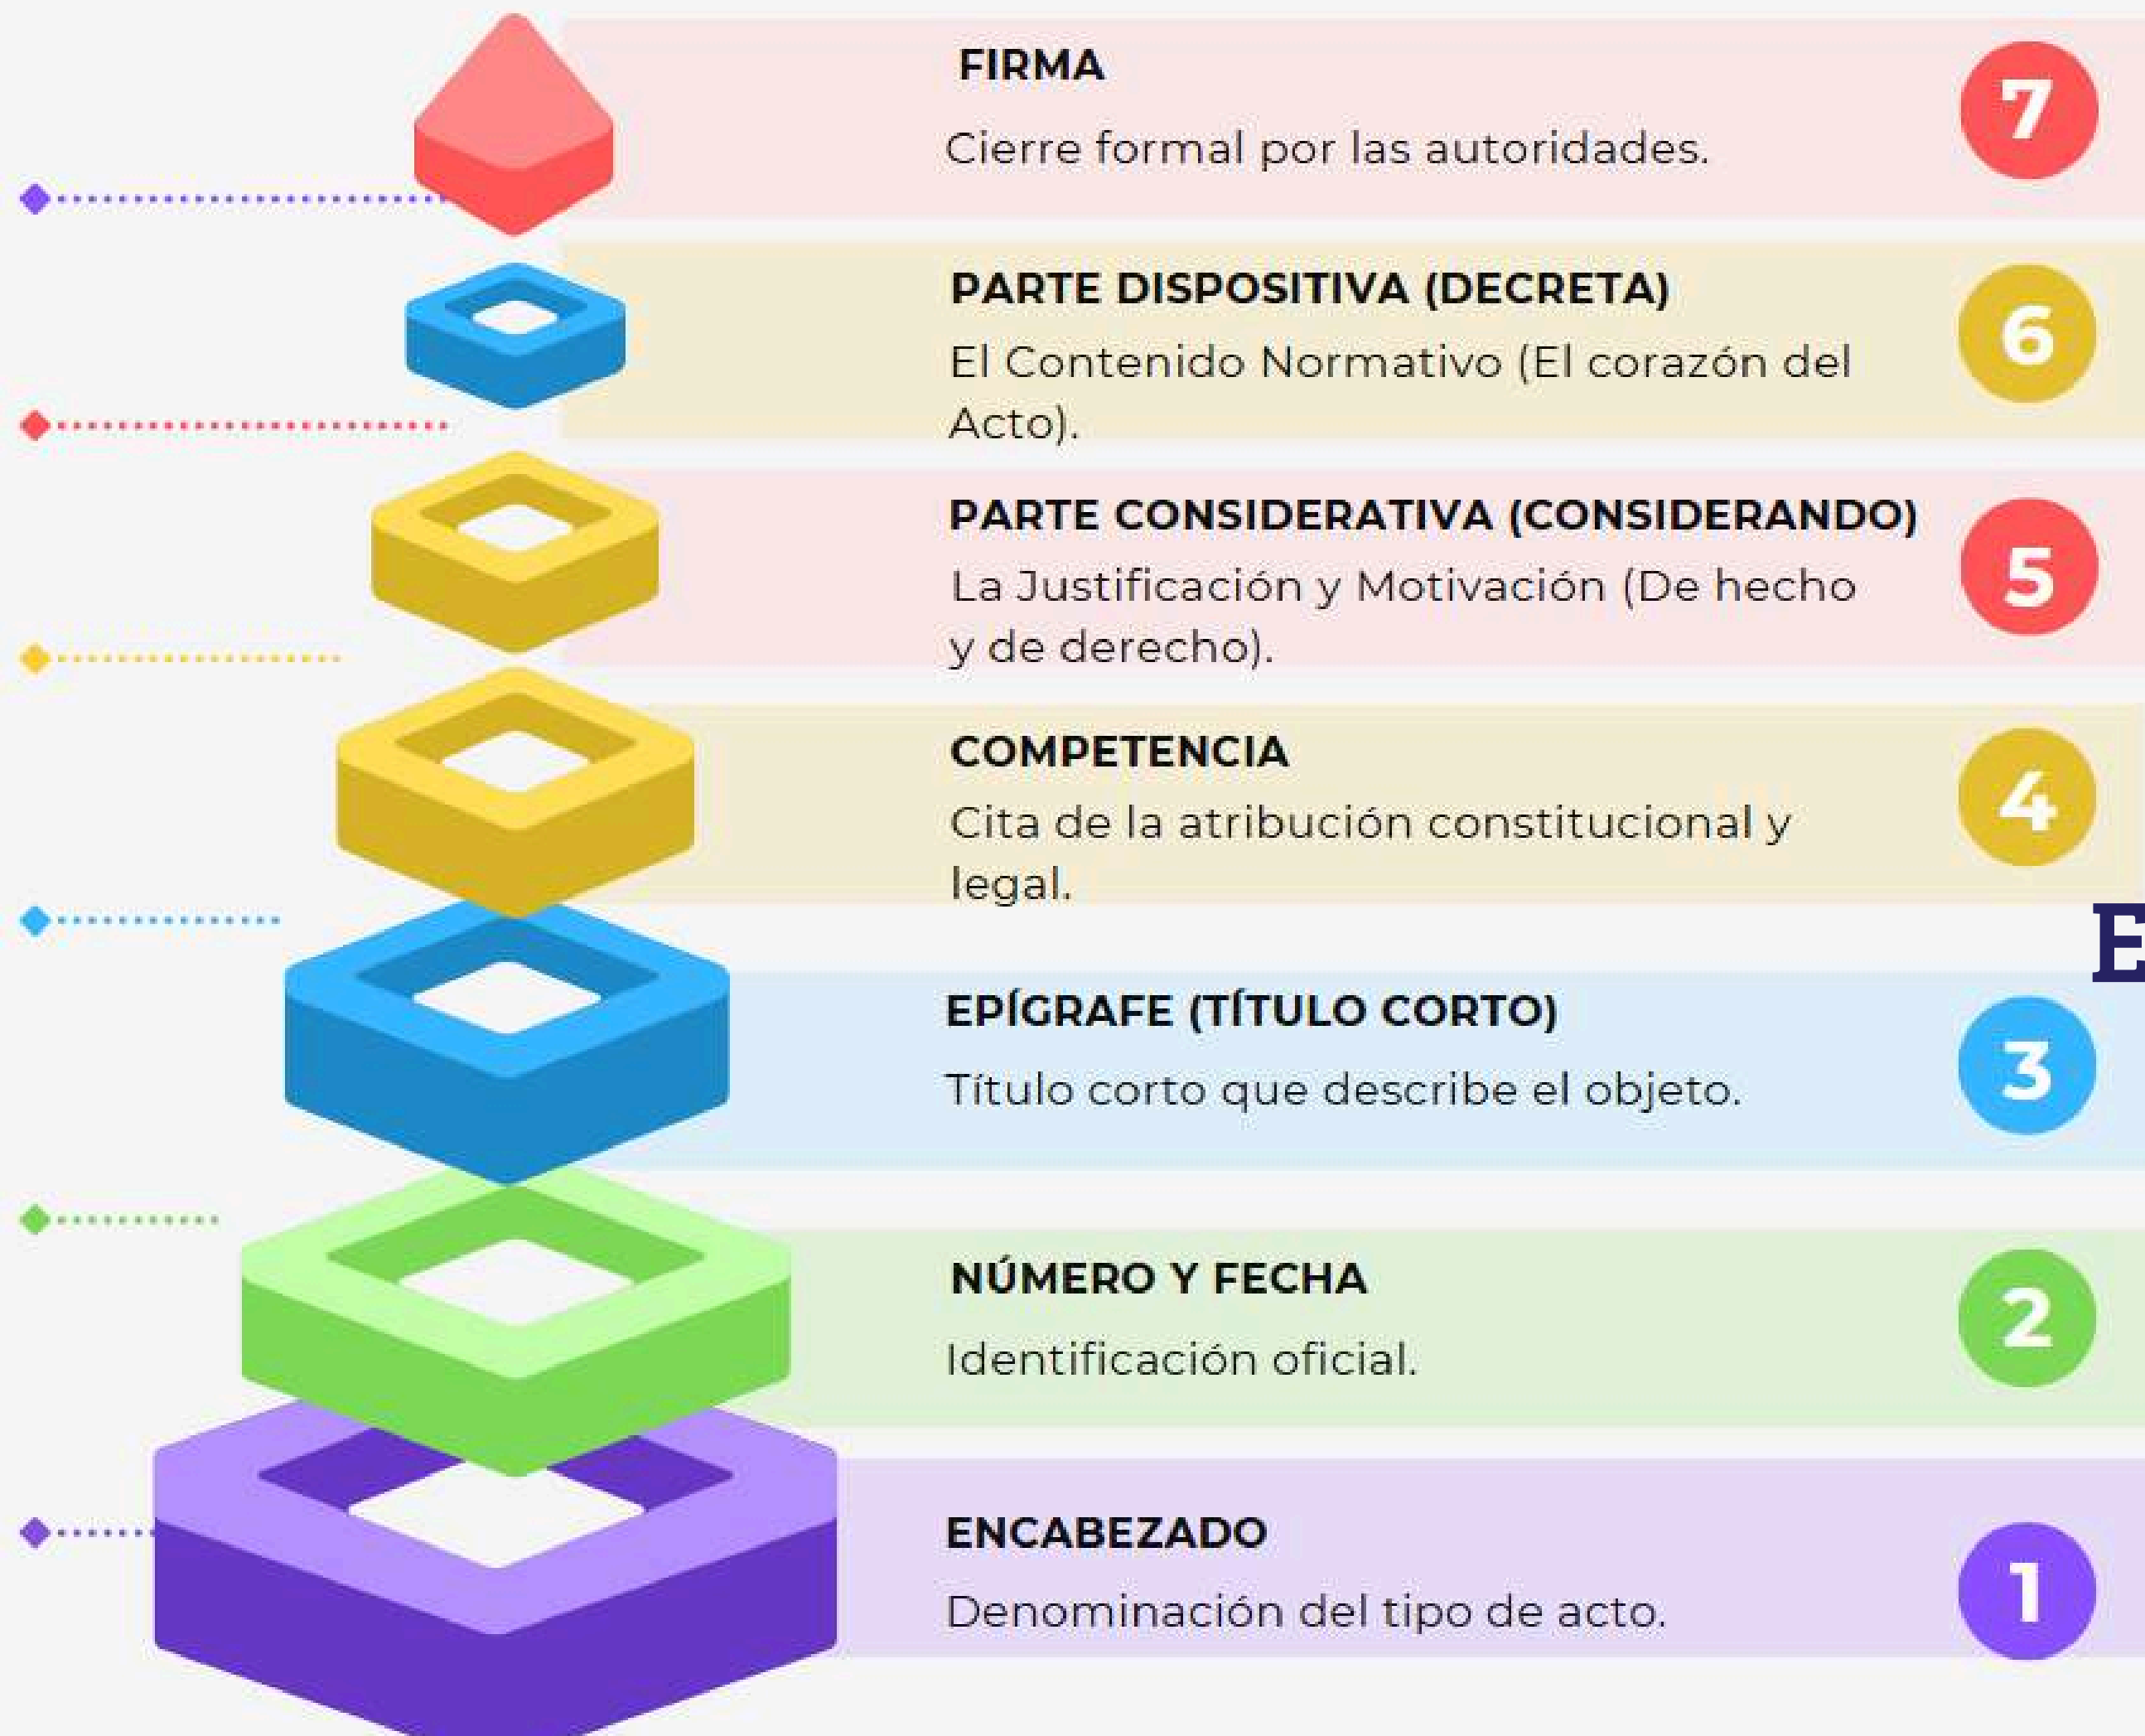 FIRMA
7
Cierre formal por las autoridades.
PARTE DISPOSITIVA (DECRETA)
6
El Contenido Normativo (El corazón del
Acto).
PARTE CONSIDERATIVA (CONSIDERANDO)
5
La Justificación y Motivación (De hecho
y de derecho).
COMPETENCIA
4
Cita de la atribución constitucional y
legal.
E
EPÍGRAFE (TÍTULO CORTO)
3
Título corto que describe el objeto.
NÚMERO Y FECHA
2
Identificación oficial.
ENCABEZADO
1
Denominación del tipo de acto.